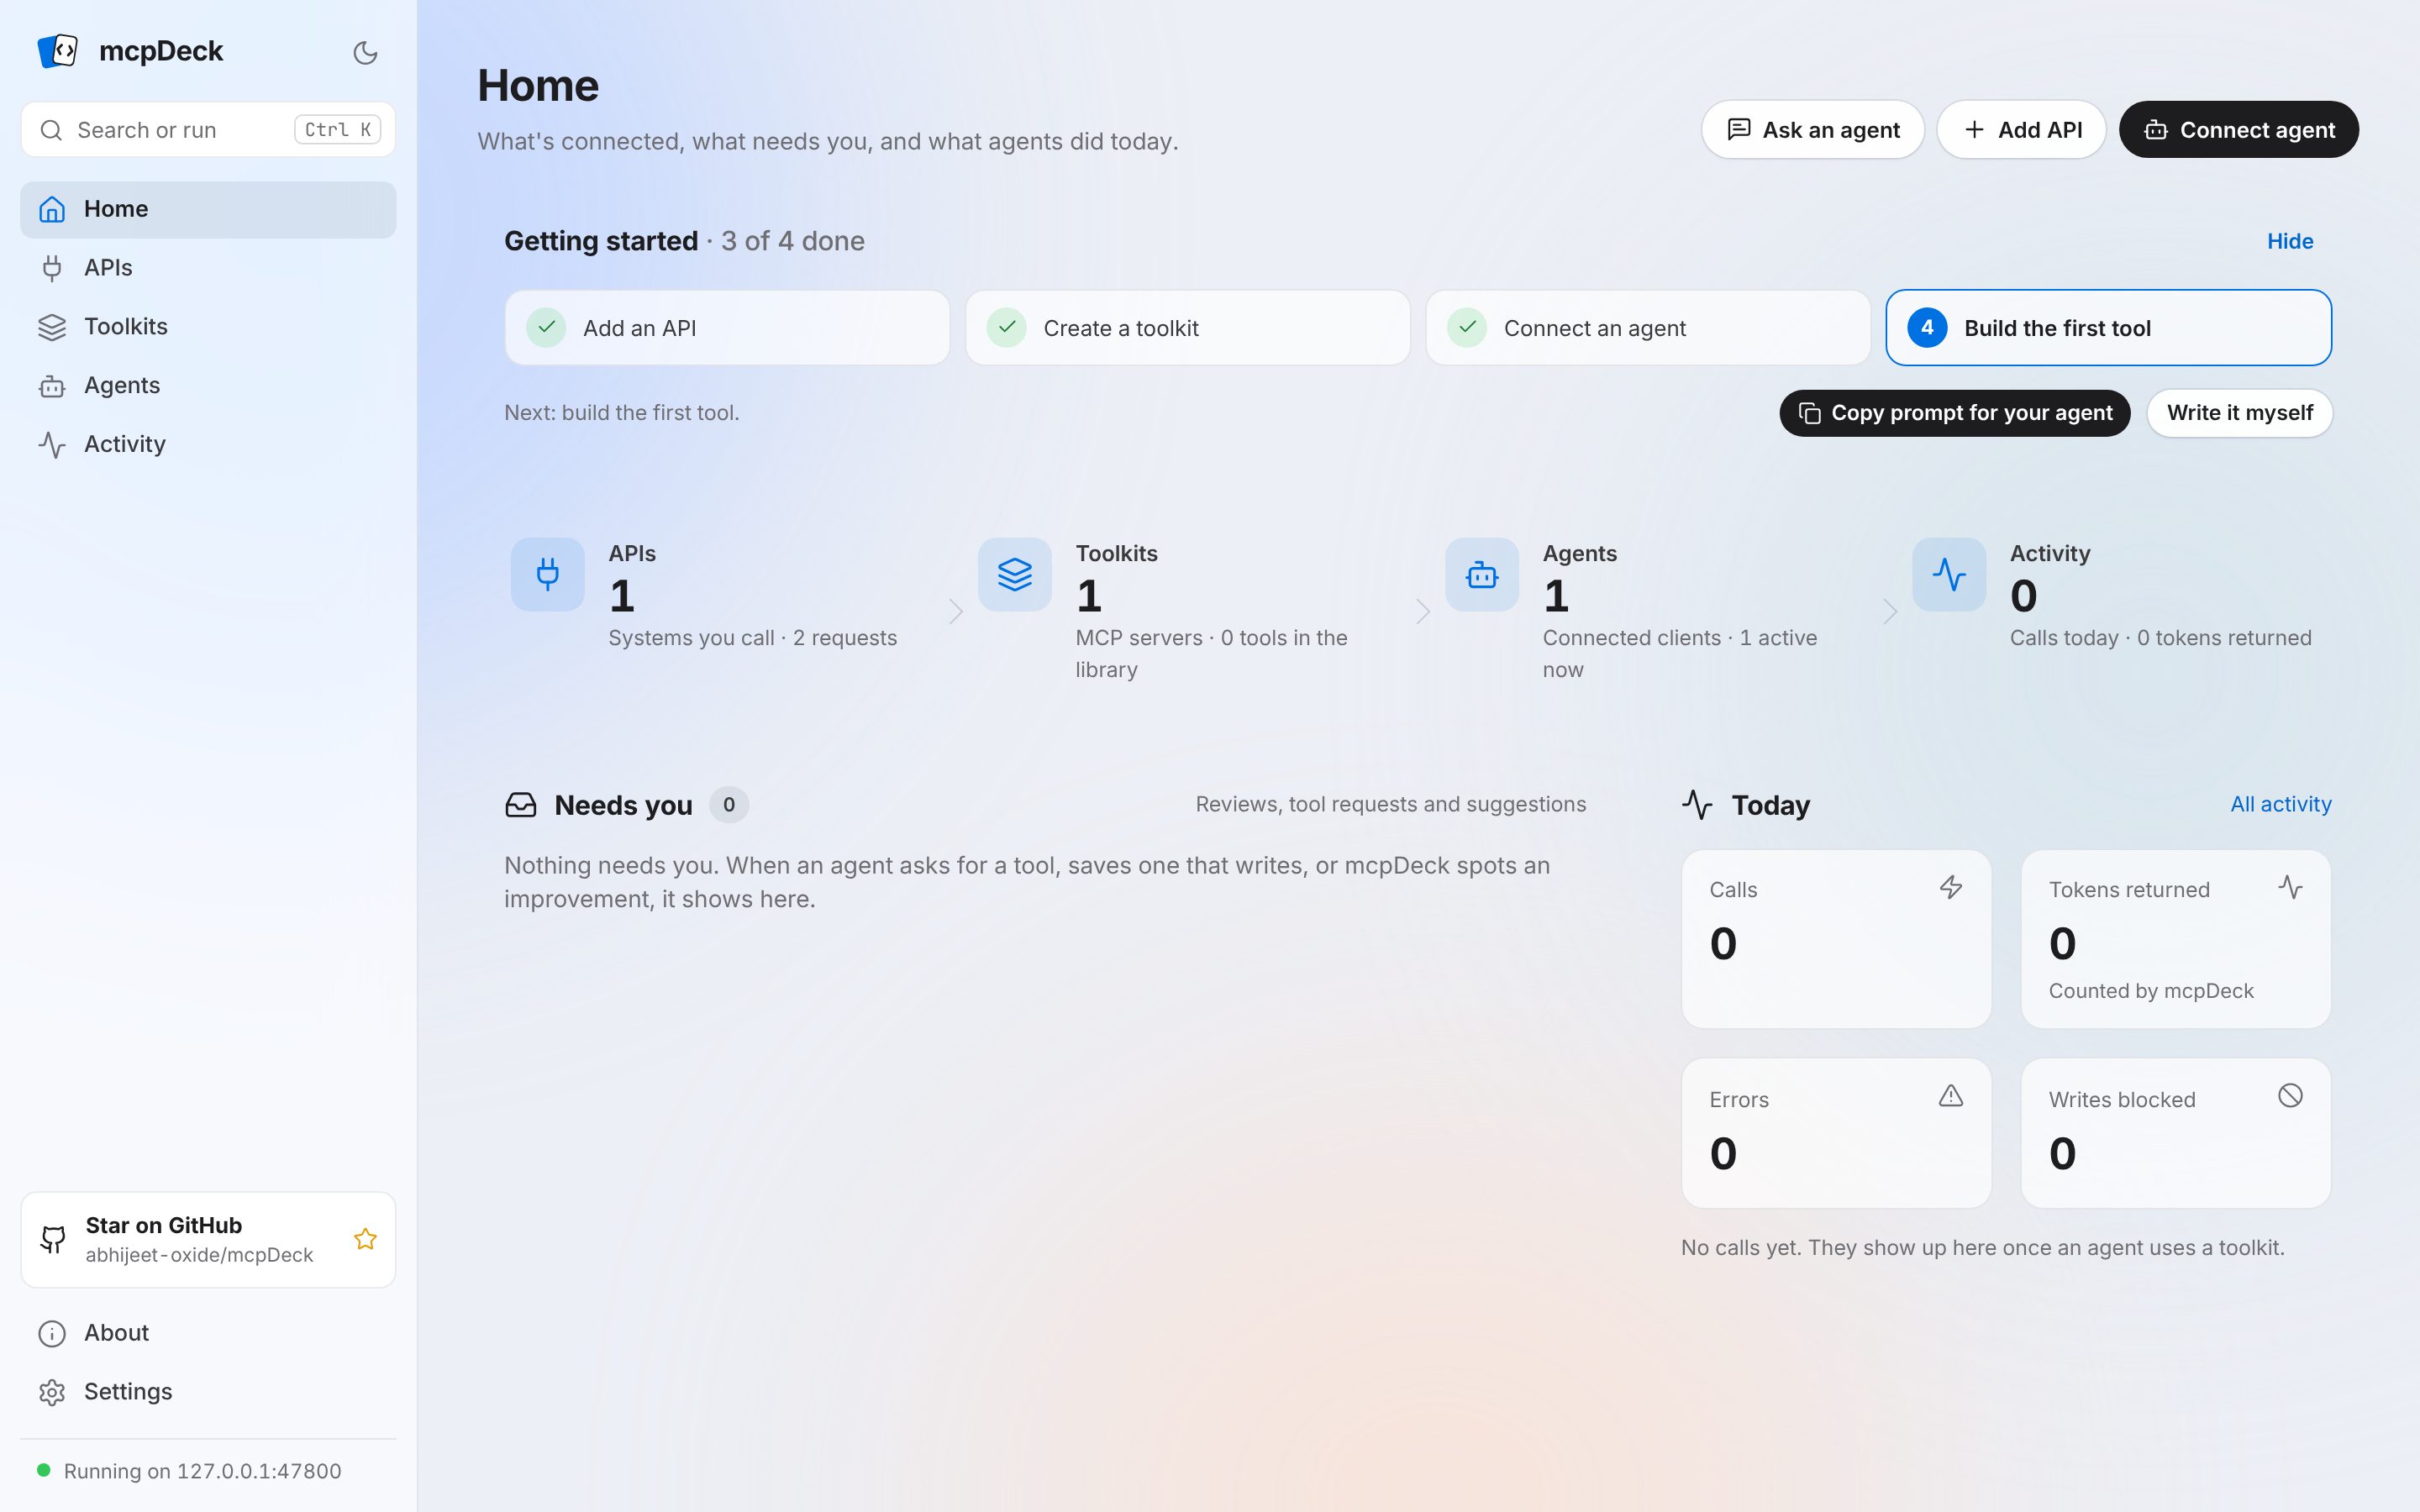 mcpDeck
Search or run
Ctrl K
Home
APIs
Toolkits
Agents
Activity
Star on GitHub
abhijeet-oxide/mcpDeck
About
Settings
Running on 127.0.0.1:47800
Home
What's connected, what needs you, and what agents did today.
Ask an agent
Add API
Connect agent
Getting started · 3 of 4 done
Hide
Add an API
Create a toolkit
Connect an agent
4 Build the first tool
Next: build the first tool.
Copy prompt for your agent
Write it myself
APIs
1
Systems you call · 2 requests
Toolkits
1
MCP servers · 0 tools in the
library
Agents
1
Connected clients · 1 active
now
Activity
0
Calls today · 0 tokens returned
Needs you 0
Reviews, tool requests and suggestions
Nothing needs you. When an agent asks for a tool, saves one that writes, or mcpDeck spots an
improvement, it shows here.
Today
All activity
Calls
0
Tokens returned
0
Counted by mcpDeck
Errors
0
Writes blocked
0
No calls yet. They show up here once an agent uses a toolkit.